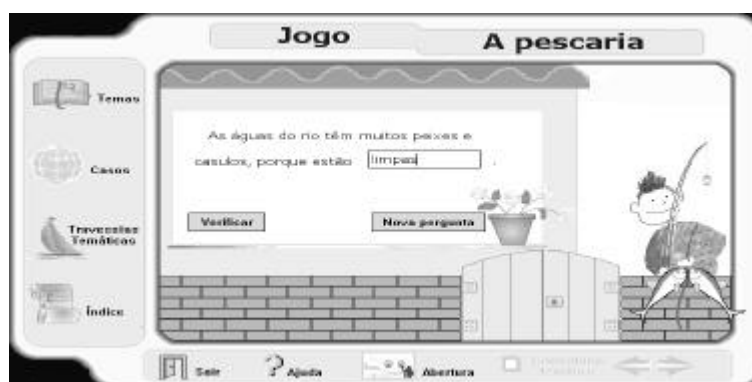 Jogo
A pescaria
Temas
As águas do rio têm muitos peixes e
casulos, porque estão limpas .
Casos
Verificar
Nova pergunta
Travessias
Temáticas
Índice
Sair
? Ajuda
Abertura